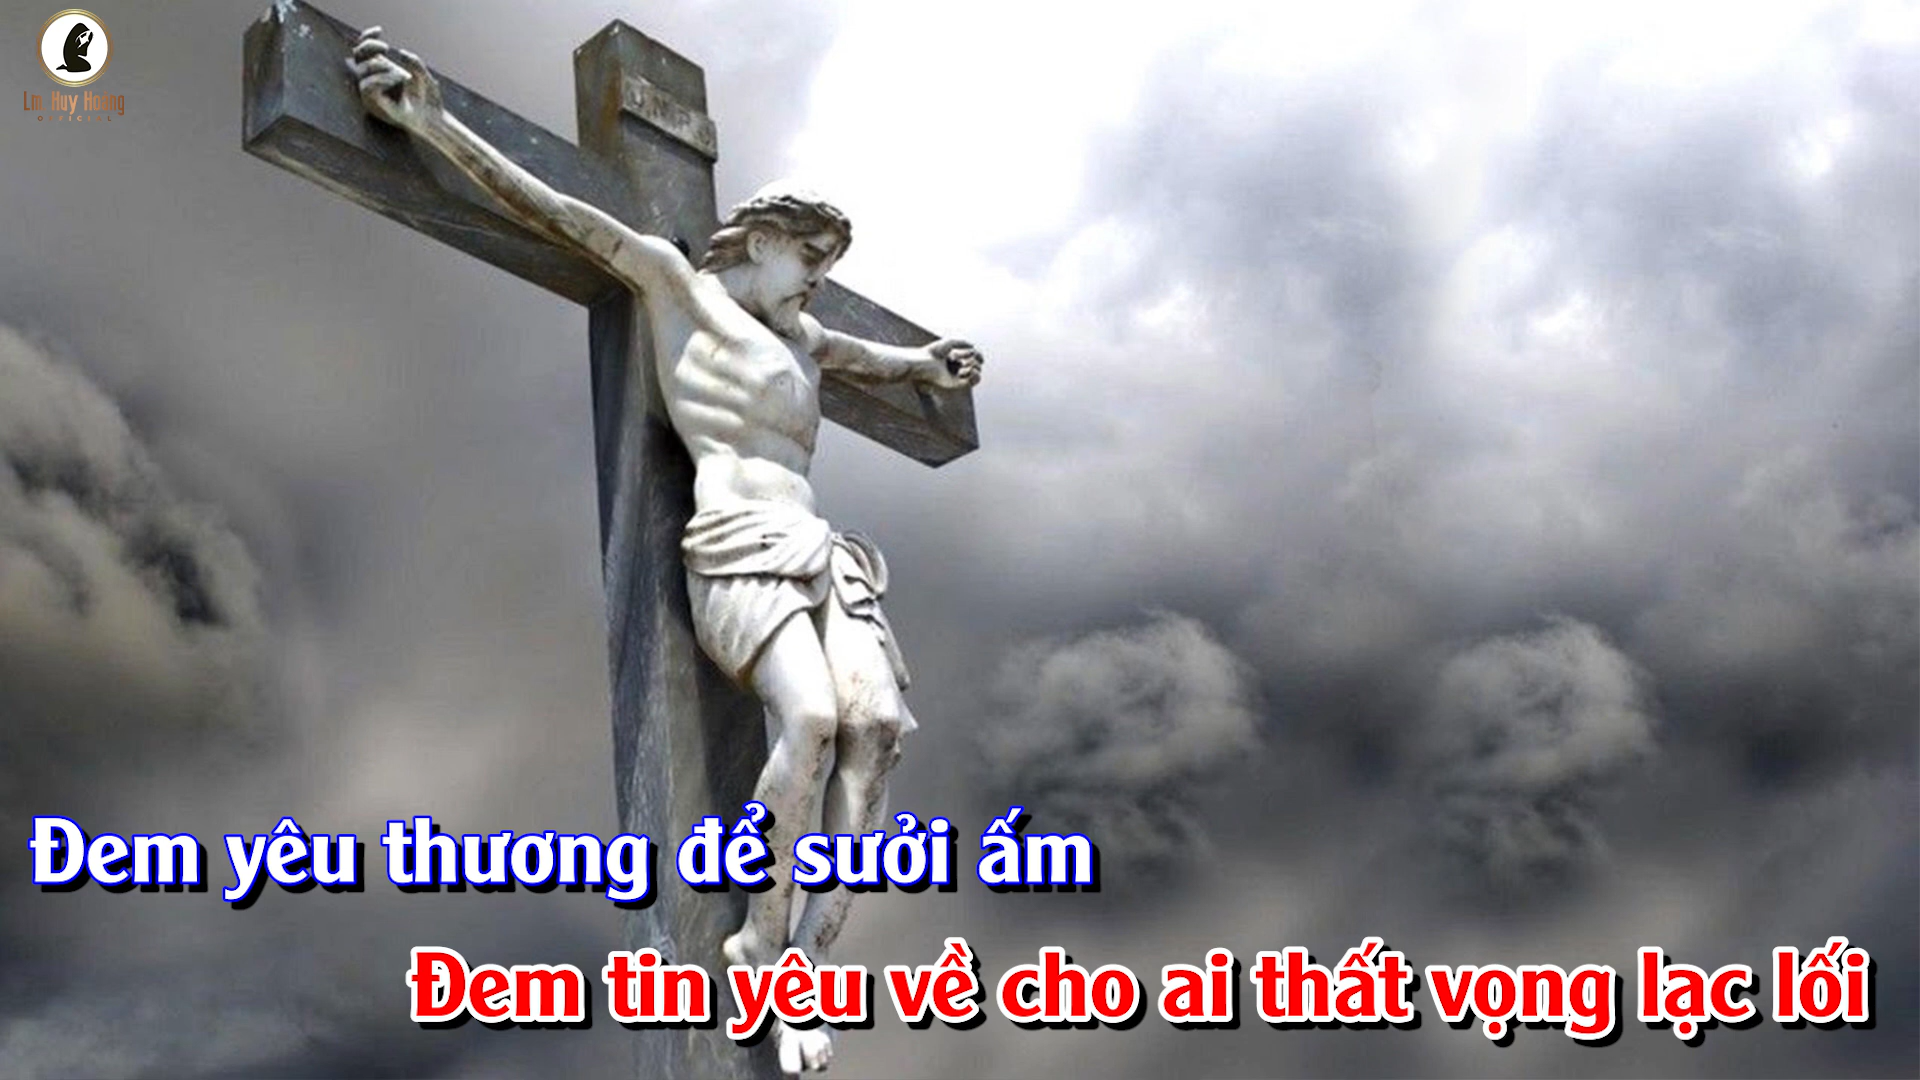 Lm. Huy Hoàng
OFFICIAL
Đem yêu thương để sưởi ấm
Đem tin yêu về cho ai thất vọng lạc lối